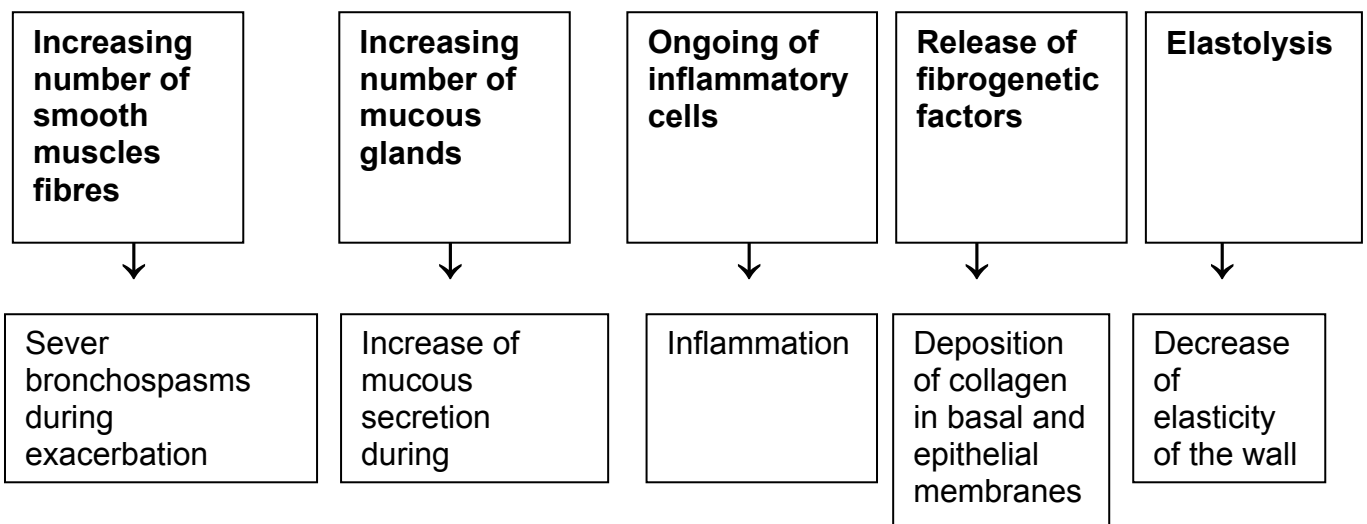 Increasing
number of
smooth
muscles
fibres
Increasing
number of
mucous
glands
Ongoing of
inflammatory
cells
Release of
fibrogenetic
factors
Elastolysis
Sever
bronchospasms
during
exacerbation
Increase of
mucous
secretion
during
Inflammation
Deposition
of collagen
in basal and
epithelial
membranes
Decrease
of
elasticity
of the wall